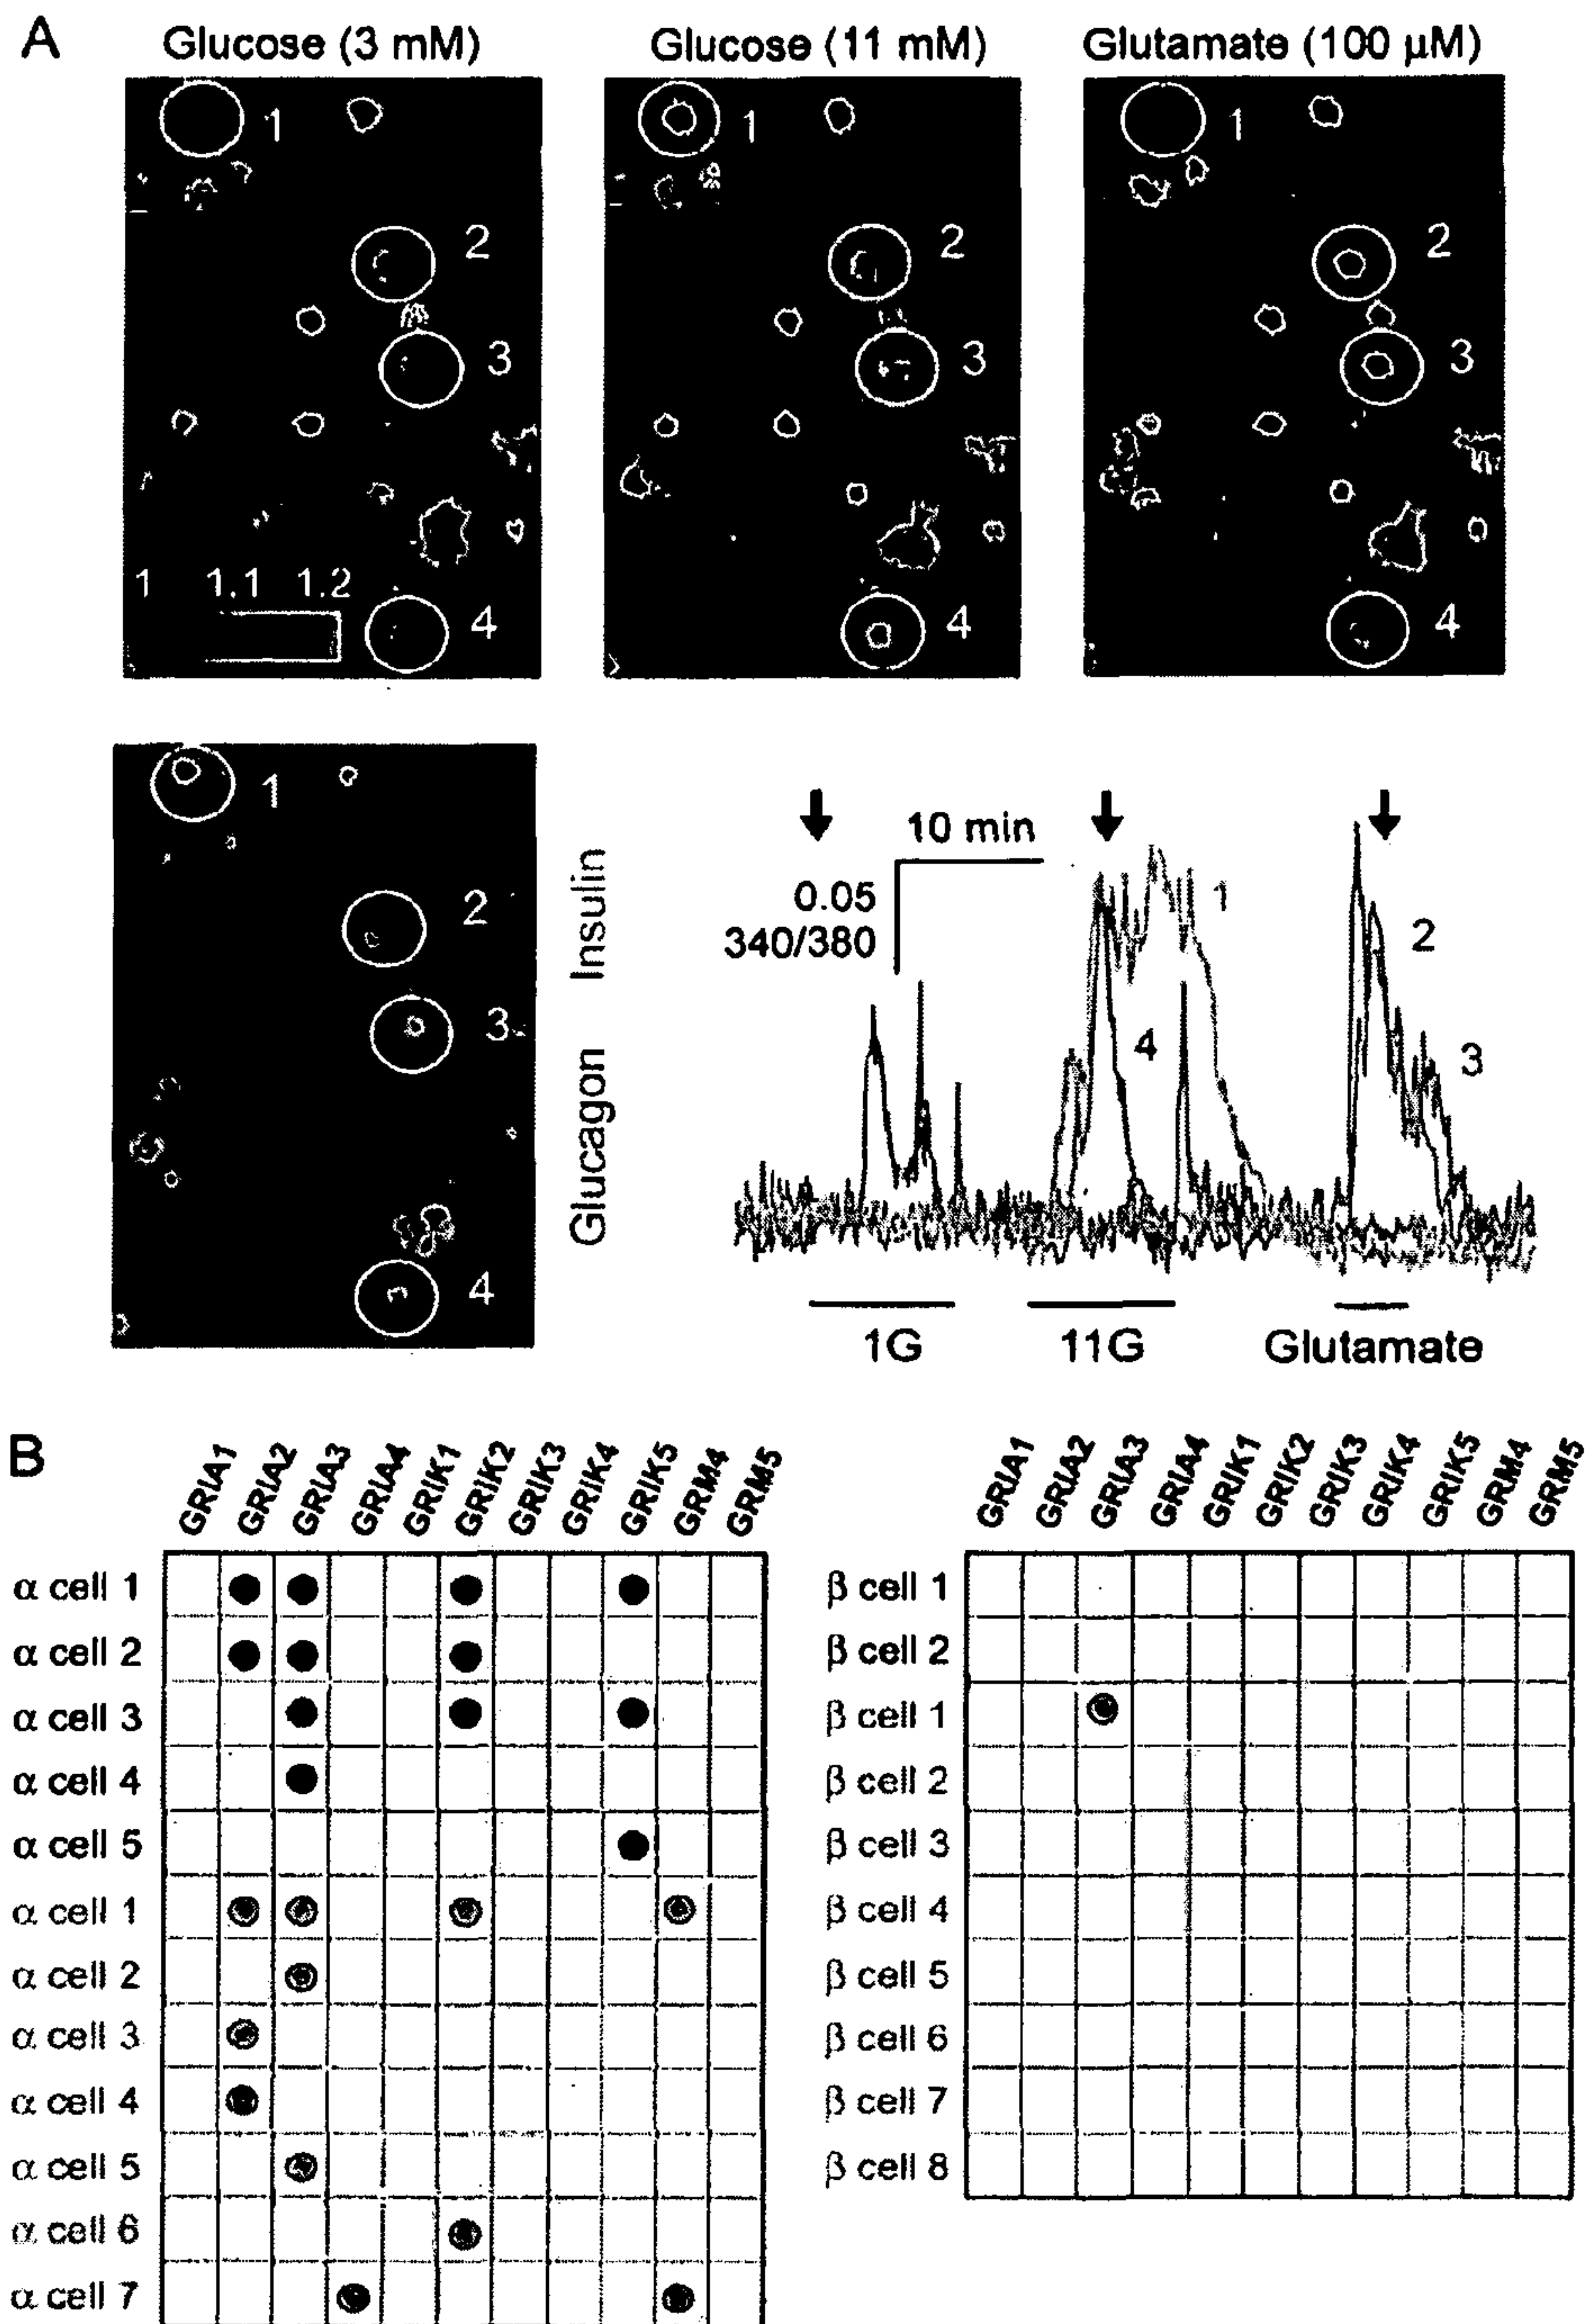 A
Glucose (3 mM)
Glucose (11 mM)
Glutamate (100 µM)
1
2
3
1 1.1 1.2
4
1
2
3
4
1
2
3
4
1
2
3
4
Insulin
Glucagon
10 min
0.05
340/380
1
2
3
4
1G
11G
Glutamate
B
GRIA1 GRIA2 GRIA3 GRIA4 GRIK1 GRIK2 GRIK3 GRIK4 GRIK5 GRM4 GRM5
α cell 1
α cell 2
α cell 3
α cell 4
α cell 5
α cell 1
α cell 2
α cell 3
α cell 4
α cell 5
α cell 6
α cell 7
GRIA1 GRIA2 GRIA3 GRIA4 GRIK1 GRIK2 GRIK3 GRIK4 GRIK5 GRM4 GRM5
β cell 1
β cell 2
β cell 1
β cell 2
β cell 3
β cell 4
β cell 5
β cell 6
β cell 7
β cell 8